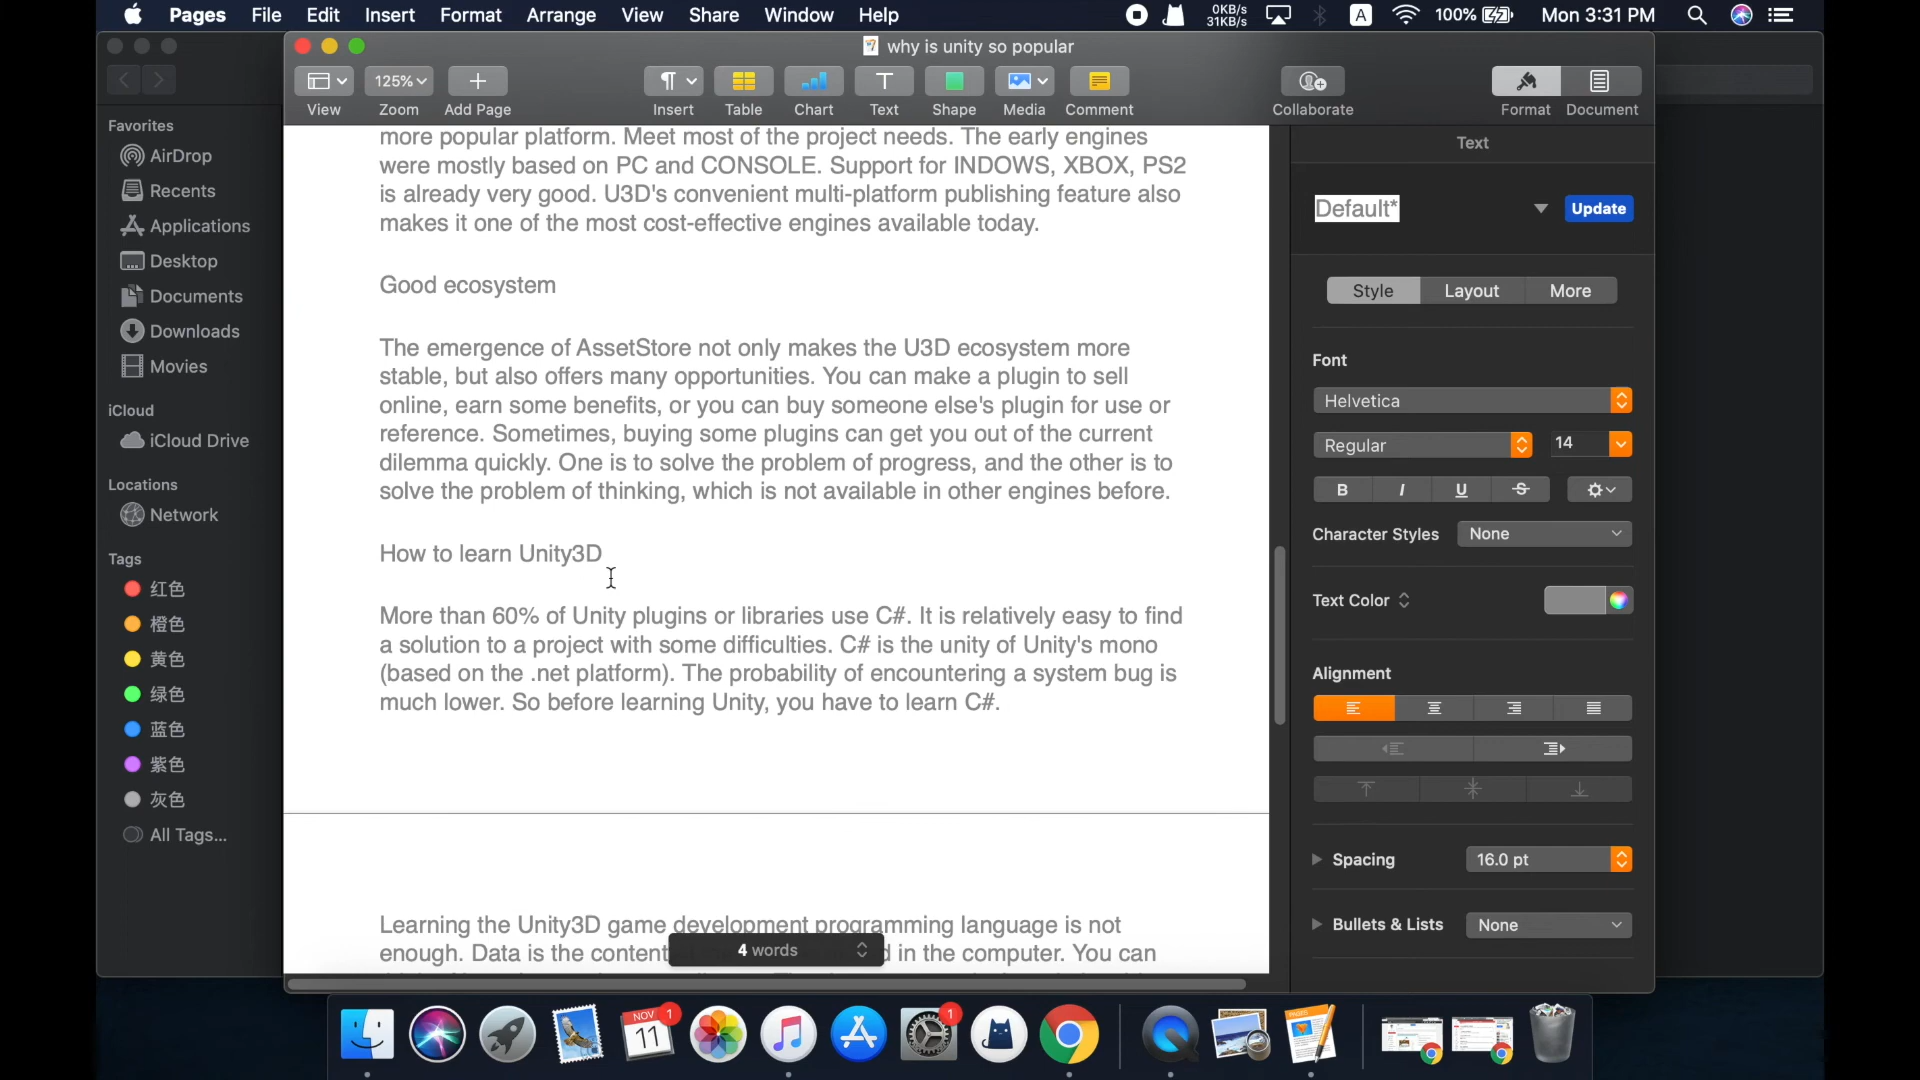 Pages File Edit Insert Format Arrange View Share Window Help
0KB/s
31KB/s
A
100%
Mon 3:31 PM
why is unity so popular
125%
View
Zoom
Add Page
Insert
Table
Chart
Text
Shape
Media
Comment
Collaborate
Format
Document
Favorites
AirDrop
Recents
Applications
Desktop
Documents
Downloads
Movies
iCloud
iCloud Drive
Locations
Network
Tags
红色
橙色
黄色
绿色
蓝色
紫色
灰色
All Tags...
more popular platform. Meet most of the project needs. The early engines
were mostly based on PC and CONSOLE. Support for INDOWS, XBOX, PS2
is already very good. U3D's convenient multi-platform publishing feature also
makes it one of the most cost-effective engines available today.
Good ecosystem
The emergence of AssetStore not only makes the U3D ecosystem more
stable, but also offers many opportunities. You can make a plugin to sell
online, earn some benefits, or you can buy someone else's plugin for use or
reference. Sometimes, buying some plugins can get you out of the current
dilemma quickly. One is to solve the problem of progress, and the other is to
solve the problem of thinking, which is not available in other engines before.
How to learn Unity3D
More than 60% of Unity plugins or libraries use C#. It is relatively easy to find
a solution to a project with some difficulties. C# is the unity of Unity's mono
(based on the .net platform). The probability of encountering a system bug is
much lower. So before learning Unity, you have to learn C#.
Learning the Unity3D game development programming language is not
enough. Data is the content in the computer. You can
4 words
Text
Default*
Update
Style
Layout
More
Font
Helvetica
Regular
14
B I U S
Character Styles
None
Text Color
Alignment
Spacing
16.0 pt
Bullets & Lists
None
NOV
11
1
1
PAGES